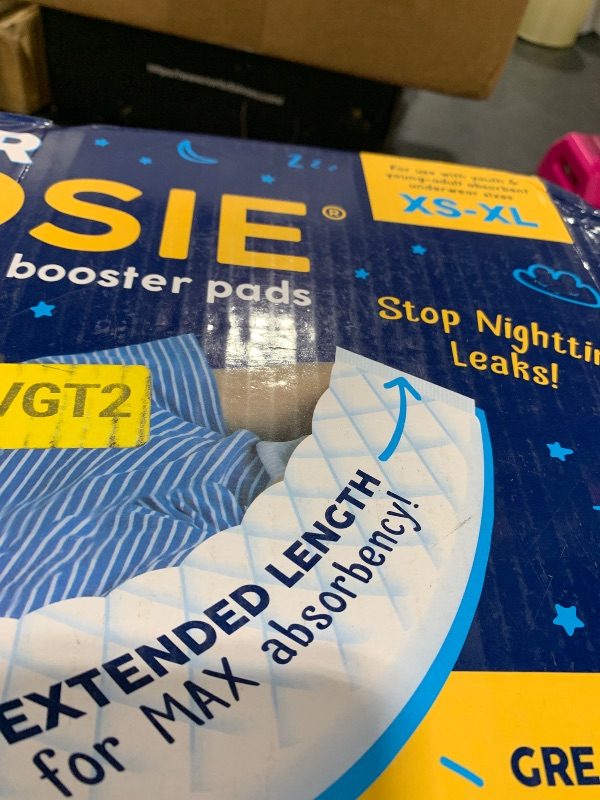 R
OSIE®
booster pads
zzz
For use with youth &
young-adult absorbent
underwear sizes
XS-XL
Stop Nightti
Leaks!
VGT2
EXTENDED LENGTH
for MAX absorbency!
GRE